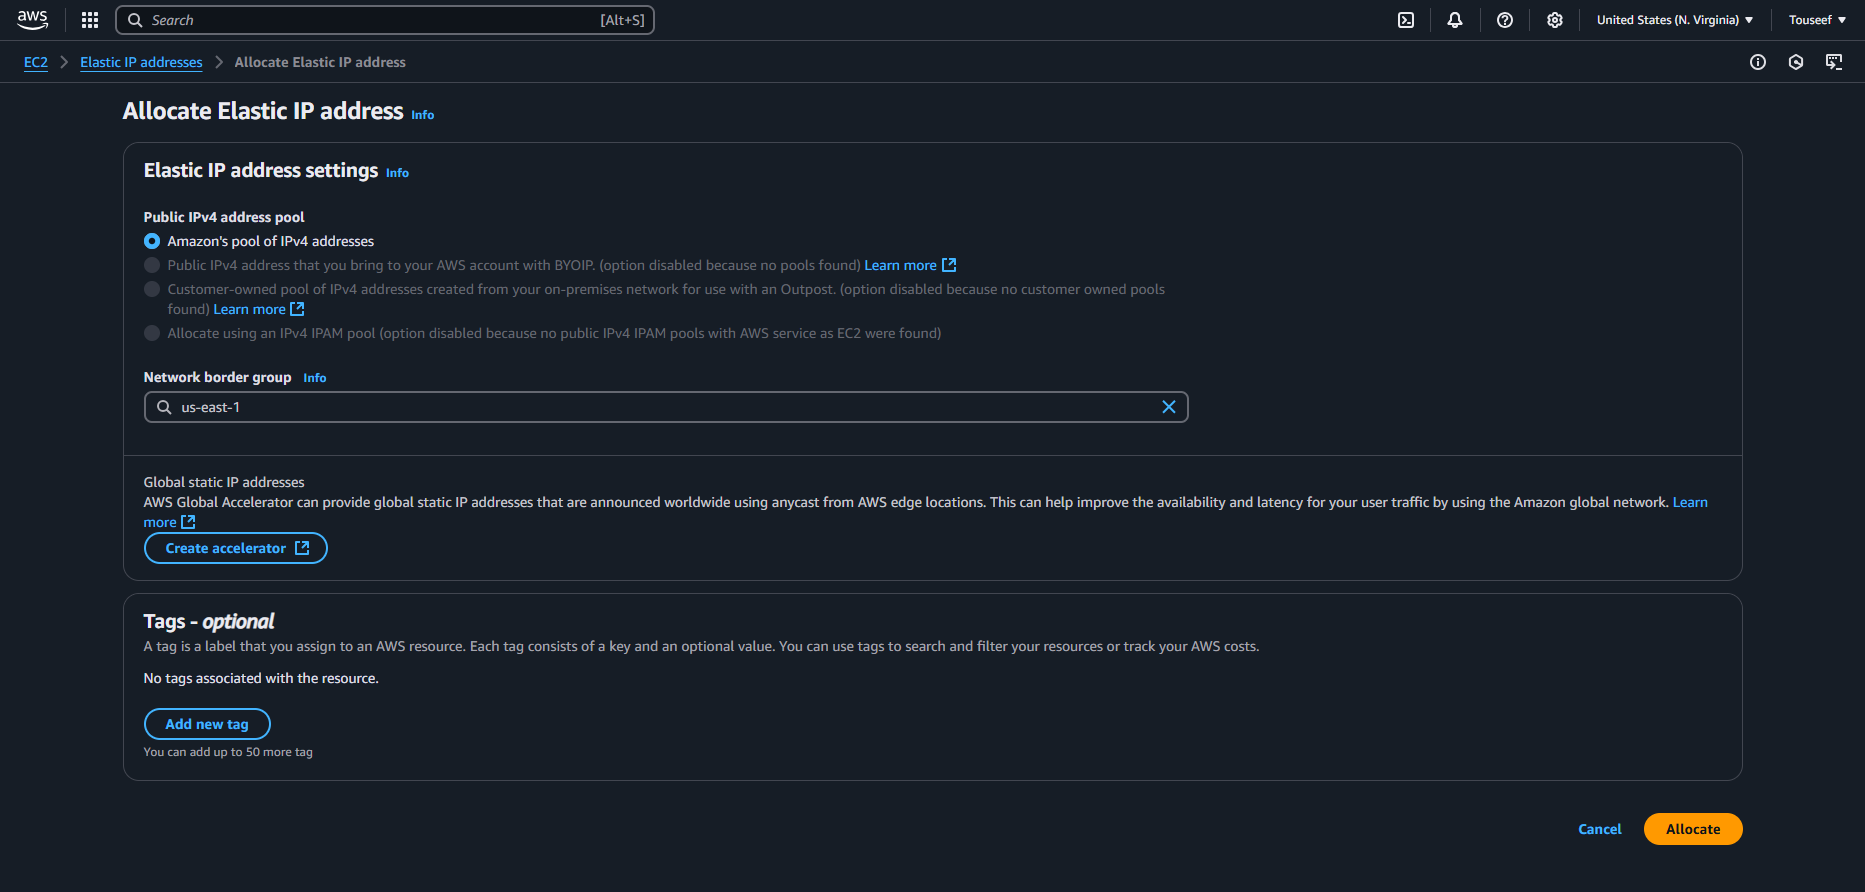 aws
Search [Alt+S]
United States (N. Virginia)
Touseef
EC2
Elastic IP addresses
Allocate Elastic IP address
Allocate Elastic IP address Info
Elastic IP address settings Info
Public IPv4 address pool
Amazon's pool of IPv4 addresses
Public IPv4 address that you bring to your AWS account with BYOIP. (option disabled because no pools found) Learn more
Customer-owned pool of IPv4 addresses created from your on-premises network for use with an Outpost. (option disabled because no customer owned pools
found) Learn more
Allocate using an IPv4 IPAM pool (option disabled because no public IPv4 IPAM pools with AWS service as EC2 were found)
Network border group Info
us-east-1
Global static IP addresses
AWS Global Accelerator can provide global static IP addresses that are announced worldwide using anycast from AWS edge locations. This can help improve the availability and latency for your user traffic by using the Amazon global network. Learn
more
Create accelerator
Tags - optional
A tag is a label that you assign to an AWS resource. Each tag consists of a key and an optional value. You can use tags to search and filter your resources or track your AWS costs.
No tags associated with the resource.
Add new tag
You can add up to 50 more tag
Cancel
Allocate